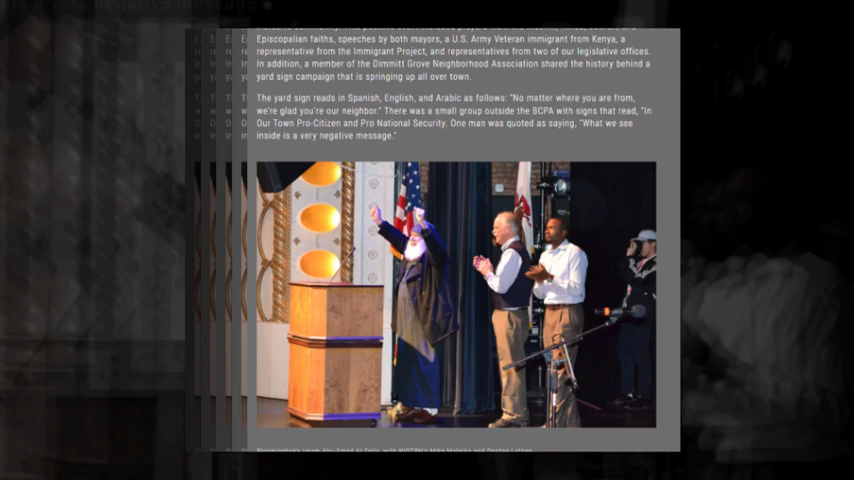 Episcopalian faiths, speeches by both mayors, a U.S. Army Veteran immigrant from Kenya, a
representative from the Immigrant Project, and representatives from two of our legislative offices.
In addition, a member of the Dimmitt Grove Neighborhood Association shared the history behind a
yard sign campaign that is springing up all over town.
The yard sign reads in Spanish, English, and Arabic as follows: "No matter where you are from,
we're glad you're our neighbor." There was a small group outside the BCPA with signs that read, "In
Our Town Pro-Citizen and Pro National Security. One man was quoted as saying, "What we see
inside is a very negative message."